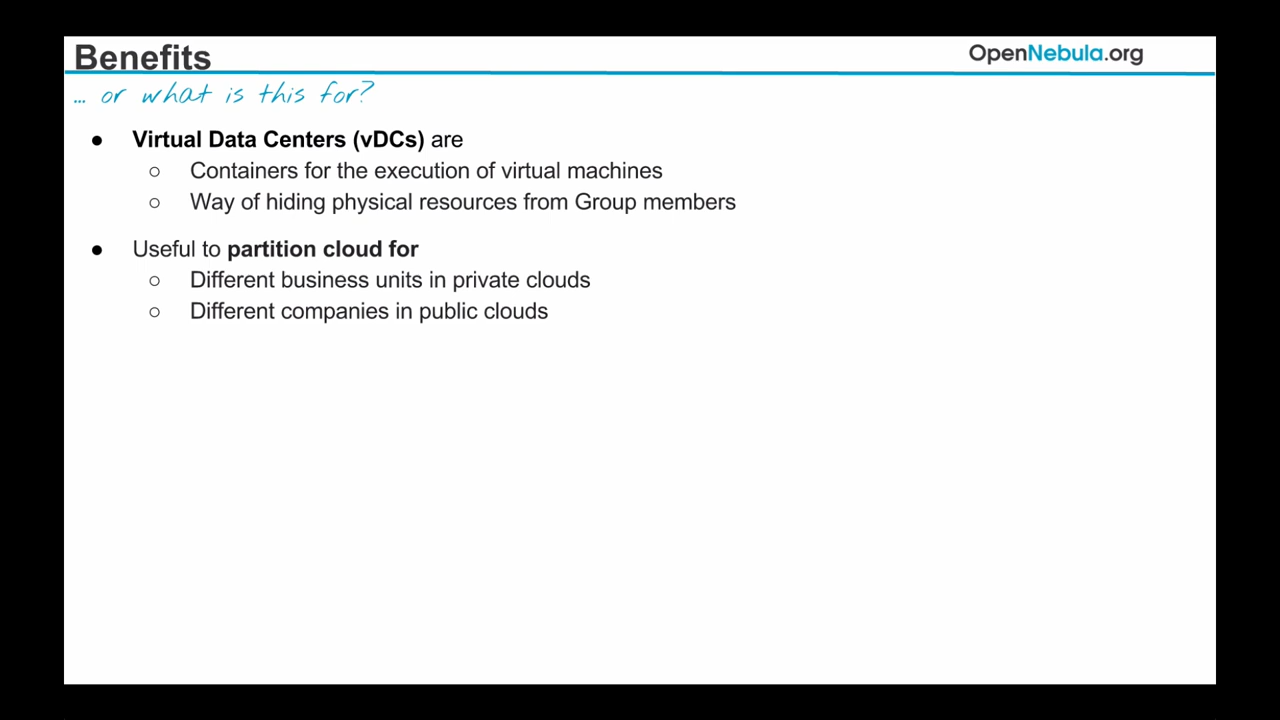 Benefits
OpenNebula.org
... or what is this for?
● Virtual Data Centers (vDCs) are
○ Containers for the execution of virtual machines
○ Way of hiding physical resources from Group members
● Useful to partition cloud for
○ Different business units in private clouds
○ Different companies in public clouds